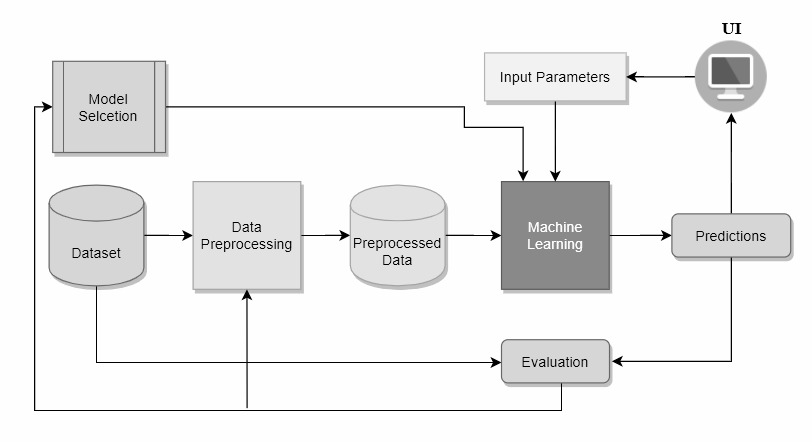 UI
Model
Selcetion
Input Parameters
Dataset
Data
Preprocessing
Preprocessed
Data
Machine
Learning
Predictions
Evaluation